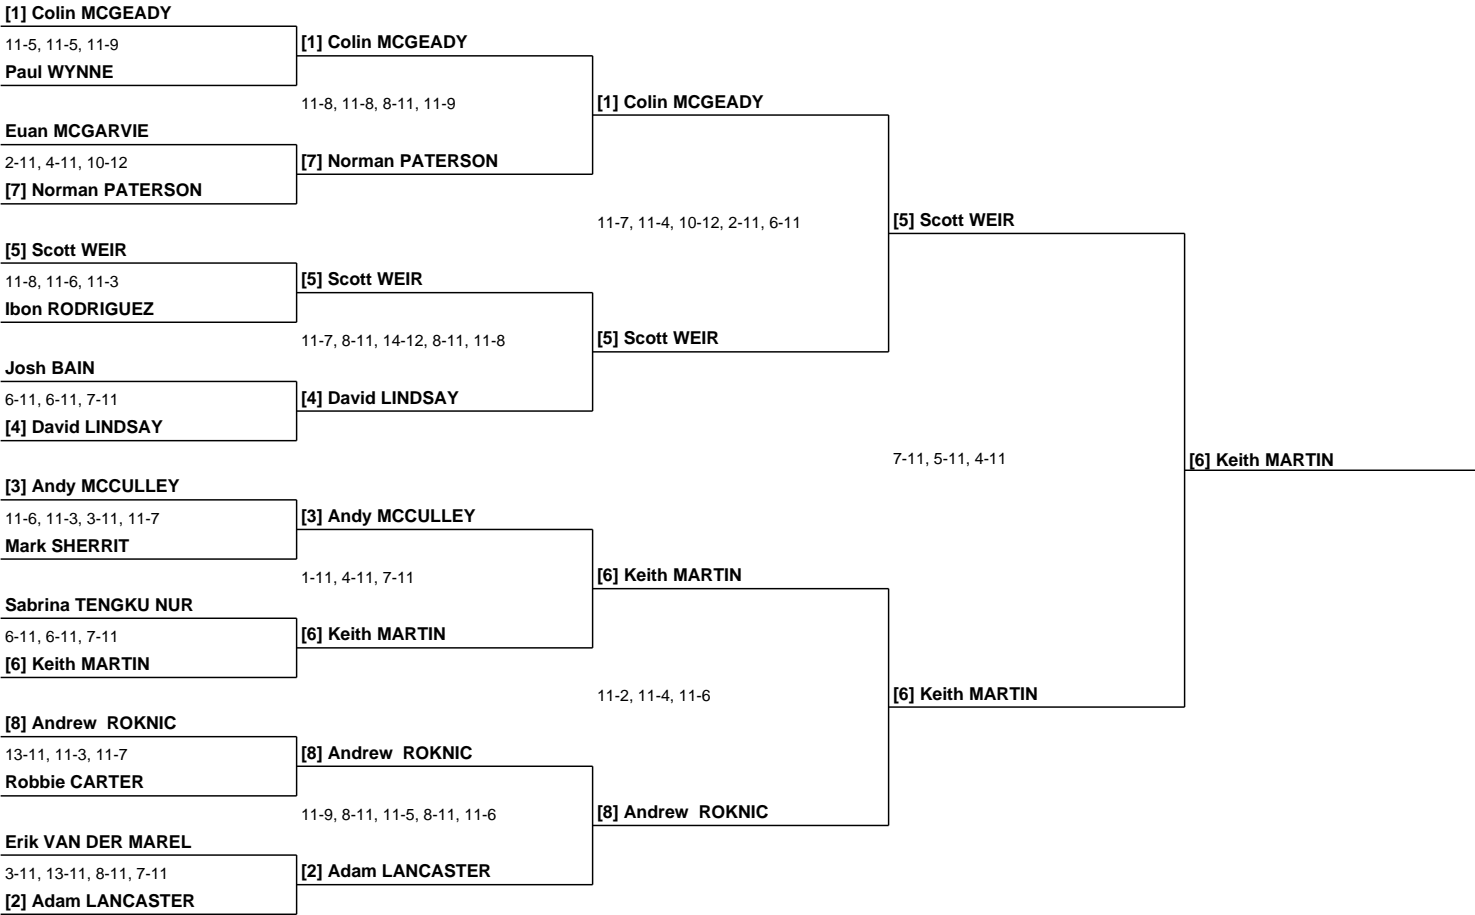 [1] Colin MCGEADY
11-5, 11-5, 11-9
Paul WYNNE
Euan MCGARVIE
2-11, 4-11, 10-12
[7] Norman PATERSON
[5] Scott WEIR
11-8, 11-6, 11-3
Ibon RODRIGUEZ
Josh BAIN
6-11, 6-11, 7-11
[4] David LINDSAY
[3] Andy MCCULLEY
11-6, 11-3, 3-11, 11-7
Mark SHERRIT
Sabrina TENGKU NUR
6-11, 6-11, 7-11
[6] Keith MARTIN
[8] Andrew  ROKNIC
13-11, 11-3, 11-7
Robbie CARTER
Erik VAN DER MAREL
3-11, 13-11, 8-11, 7-11
[2] Adam LANCASTER
[1] Colin MCGEADY
11-8, 11-8, 8-11, 11-9
[7] Norman PATERSON
[5] Scott WEIR
11-7, 8-11, 14-12, 8-11, 11-8
[4] David LINDSAY
[3] Andy MCCULLEY
1-11, 4-11, 7-11
[6] Keith MARTIN
[8] Andrew  ROKNIC
11-9, 8-11, 11-5, 8-11, 11-6
[2] Adam LANCASTER
[1] Colin MCGEADY
11-7, 11-4, 10-12, 2-11, 6-11
[5] Scott WEIR
[6] Keith MARTIN
11-2, 11-4, 11-6
[8] Andrew  ROKNIC
[5] Scott WEIR
7-11, 5-11, 4-11
[6] Keith MARTIN
[6] Keith MARTIN